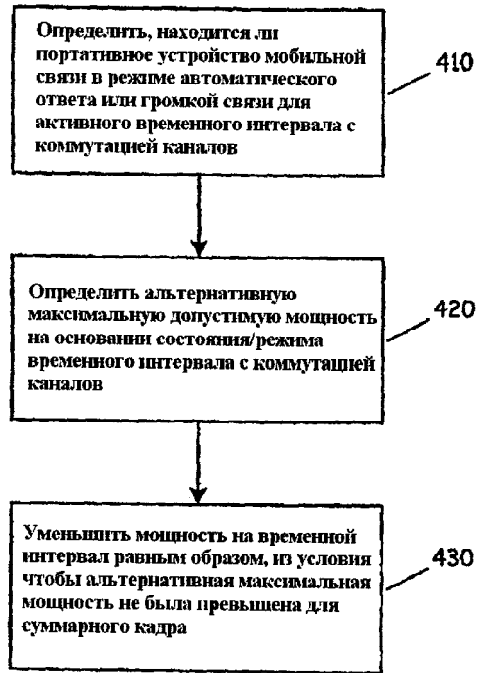 Определить, находится ли
портативное устройство мобильной
связи в режиме автоматического
ответа или громкой связи для
активного временного интервала с
коммутацией каналов
410
Определить альтернативную
максимальную допустимую мощность
на основании состояния/режима
временного интервала с коммутацией
каналов
420
Уменьшить мощность на временной
интервал равным образом, из условия
чтобы альтернативная максимальная
мощность не была превышена для
суммарного кадра
430